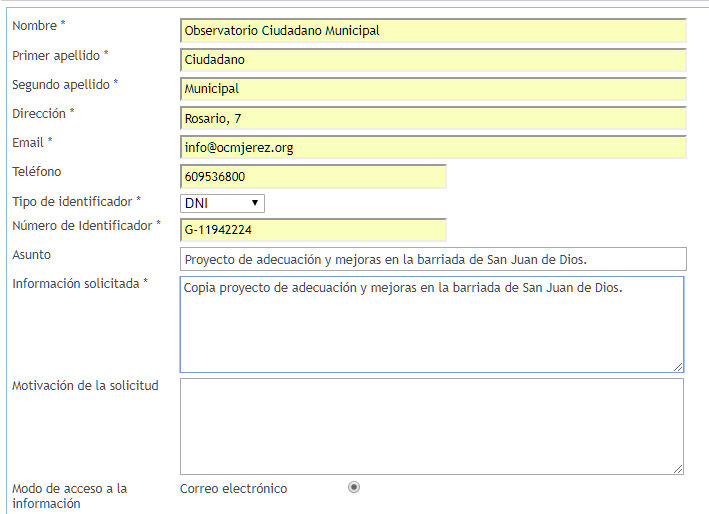 Nombre * Observatorio Ciudadano Municipal
Primer apellido * Ciudadano
Segundo apellido * Municipal
Dirección * Rosario, 7
Email * info@ocmjerez.org
Teléfono 609536800
Tipo de identificador * DNI
Número de Identificador * G-11942224
Asunto Proyecto de adecuación y mejoras en la barriada de San Juan de Dios.
Información solicitada * Copia proyecto de adecuación y mejoras en la barriada de San Juan de Dios.
Motivación de la solicitud
Modo de acceso a la Correo electrónico
información